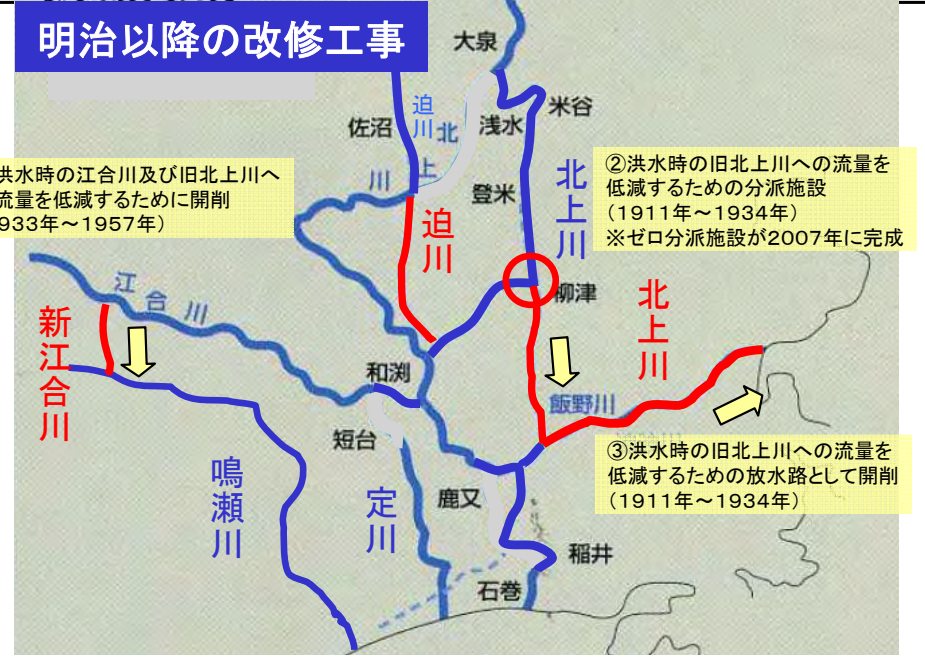 明治以降の改修工事
大泉
米谷
佐沼
迫川
北上川
浅水
洪水時の江合川及び旧北上川へ
流量を低減するために開削
933年~1957年)
登米
北上川
②洪水時の旧北上川への流量を
低減するための分派施設
(1911年~1934年)
※ゼロ分派施設が2007年に完成
迫川
柳津
北上川
江合川
新江合川
和渕
飯野川
短台
③洪水時の旧北上川への流量を
低減するための放水路として開削
(1911年~1934年)
鳴瀬川
定川
鹿又
稲井
石巻